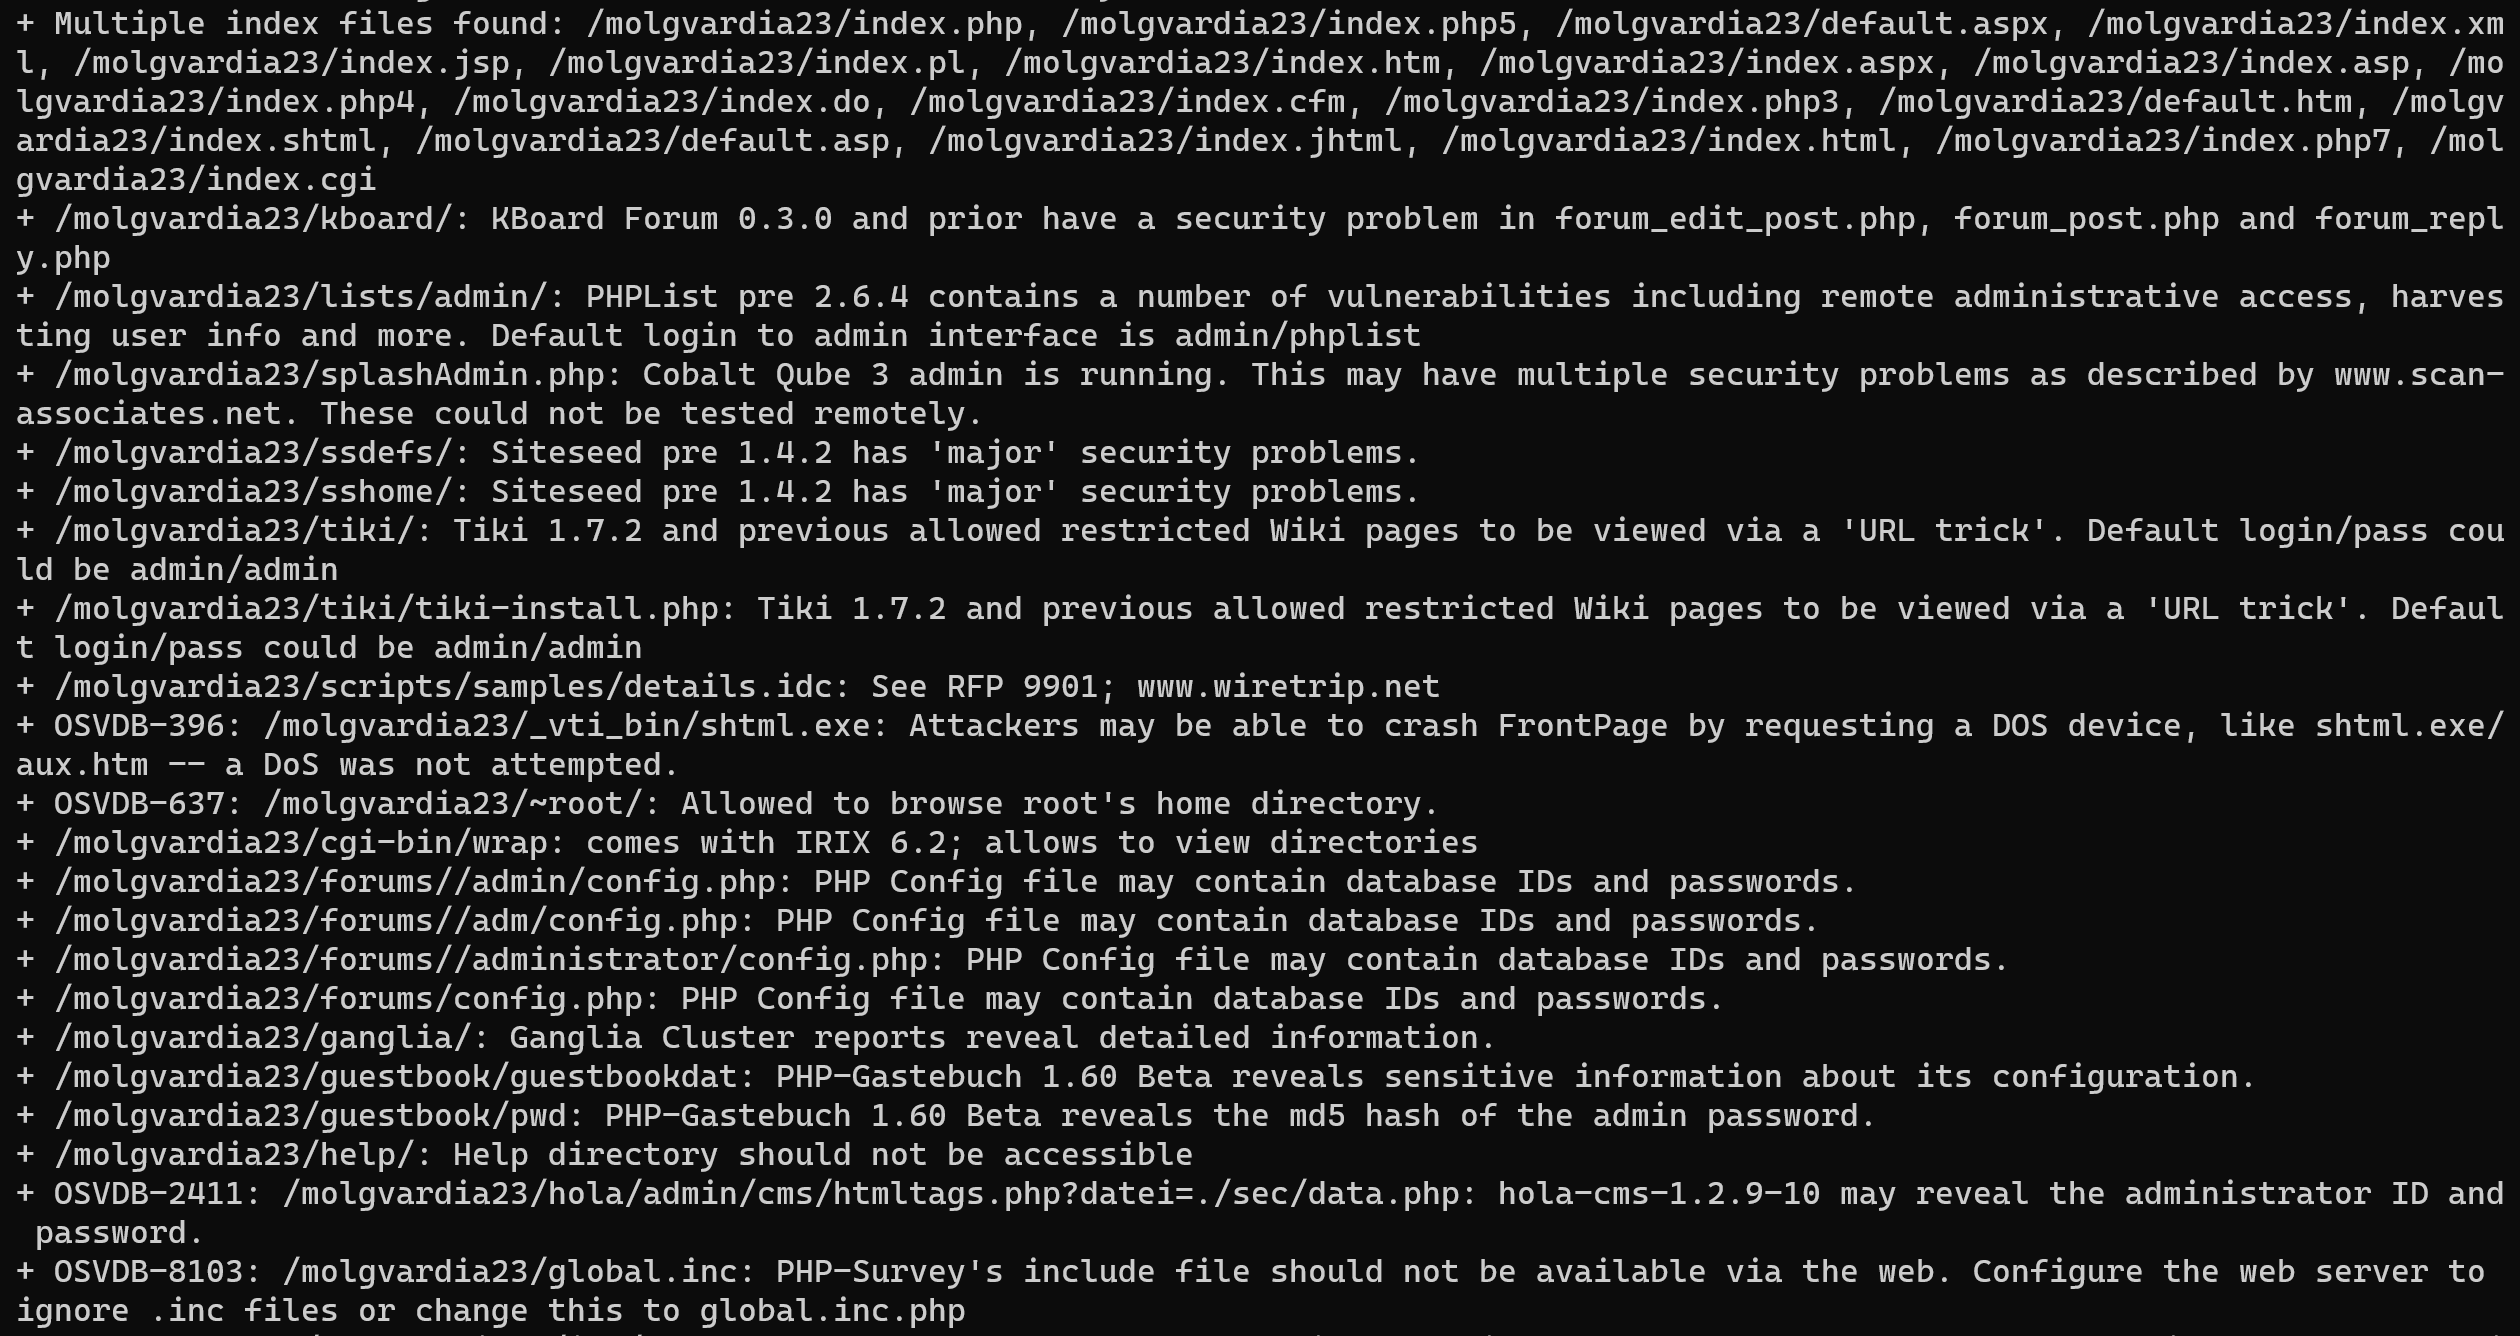 + Multiple index files found: /molgvardia23/index.php, /molgvardia23/index.php5, /molgvardia23/default.aspx, /molgvardia23/index.xm
l, /molgvardia23/index.jsp, /molgvardia23/index.pl, /molgvardia23/index.htm, /molgvardia23/index.aspx, /molgvardia23/index.asp, /mo
lgvardia23/index.php4, /molgvardia23/index.do, /molgvardia23/index.cfm, /molgvardia23/index.php3, /molgvardia23/default.htm, /molgv
ardia23/index.shtml, /molgvardia23/default.asp, /molgvardia23/index.jhtml, /molgvardia23/index.html, /molgvardia23/index.php7, /mol
gvardia23/index.cgi
+ /molgvardia23/kboard/: KBoard Forum 0.3.0 and prior have a security problem in forum_edit_post.php, forum_post.php and forum_repl
y.php
+ /molgvardia23/lists/admin/: PHPList pre 2.6.4 contains a number of vulnerabilities including remote administrative access, harves
ting user info and more. Default login to admin interface is admin/phplist
+ /molgvardia23/splashAdmin.php: Cobalt Qube 3 admin is running. This may have multiple security problems as described by www.scan-
associates.net. These could not be tested remotely.
+ /molgvardia23/ssdefs/: Siteseed pre 1.4.2 has 'major' security problems.
+ /molgvardia23/sshome/: Siteseed pre 1.4.2 has 'major' security problems.
+ /molgvardia23/tiki/: Tiki 1.7.2 and previous allowed restricted Wiki pages to be viewed via a 'URL trick'. Default login/pass cou
ld be admin/admin
+ /molgvardia23/tiki/tiki-install.php: Tiki 1.7.2 and previous allowed restricted Wiki pages to be viewed via a 'URL trick'. Defaul
t login/pass could be admin/admin
+ /molgvardia23/scripts/samples/details.idc: See RFP 9901; www.wiretrip.net
+ OSVDB-396: /molgvardia23/_vti_bin/shtml.exe: Attackers may be able to crash FrontPage by requesting a DOS device, like shtml.exe/
aux.htm -- a DoS was not attempted.
+ OSVDB-637: /molgvardia23/~root/: Allowed to browse root's home directory.
+ /molgvardia23/cgi-bin/wrap: comes with IRIX 6.2; allows to view directories
+ /molgvardia23/forums//admin/config.php: PHP Config file may contain database IDs and passwords.
+ /molgvardia23/forums//adm/config.php: PHP Config file may contain database IDs and passwords.
+ /molgvardia23/forums//administrator/config.php: PHP Config file may contain database IDs and passwords.
+ /molgvardia23/forums/config.php: PHP Config file may contain database IDs and passwords.
+ /molgvardia23/ganglia/: Ganglia Cluster reports reveal detailed information.
+ /molgvardia23/guestbook/guestbookdat: PHP-Gastebuch 1.60 Beta reveals sensitive information about its configuration.
+ /molgvardia23/guestbook/pwd: PHP-Gastebuch 1.60 Beta reveals the md5 hash of the admin password.
+ /molgvardia23/help/: Help directory should not be accessible
+ OSVDB-2411: /molgvardia23/hola/admin/cms/htmltags.php?datei=./sec/data.php: hola-cms-1.2.9-10 may reveal the administrator ID and
 password.
+ OSVDB-8103: /molgvardia23/global.inc: PHP-Survey's include file should not be available via the web. Configure the web server to
ignore .inc files or change this to global.inc.php